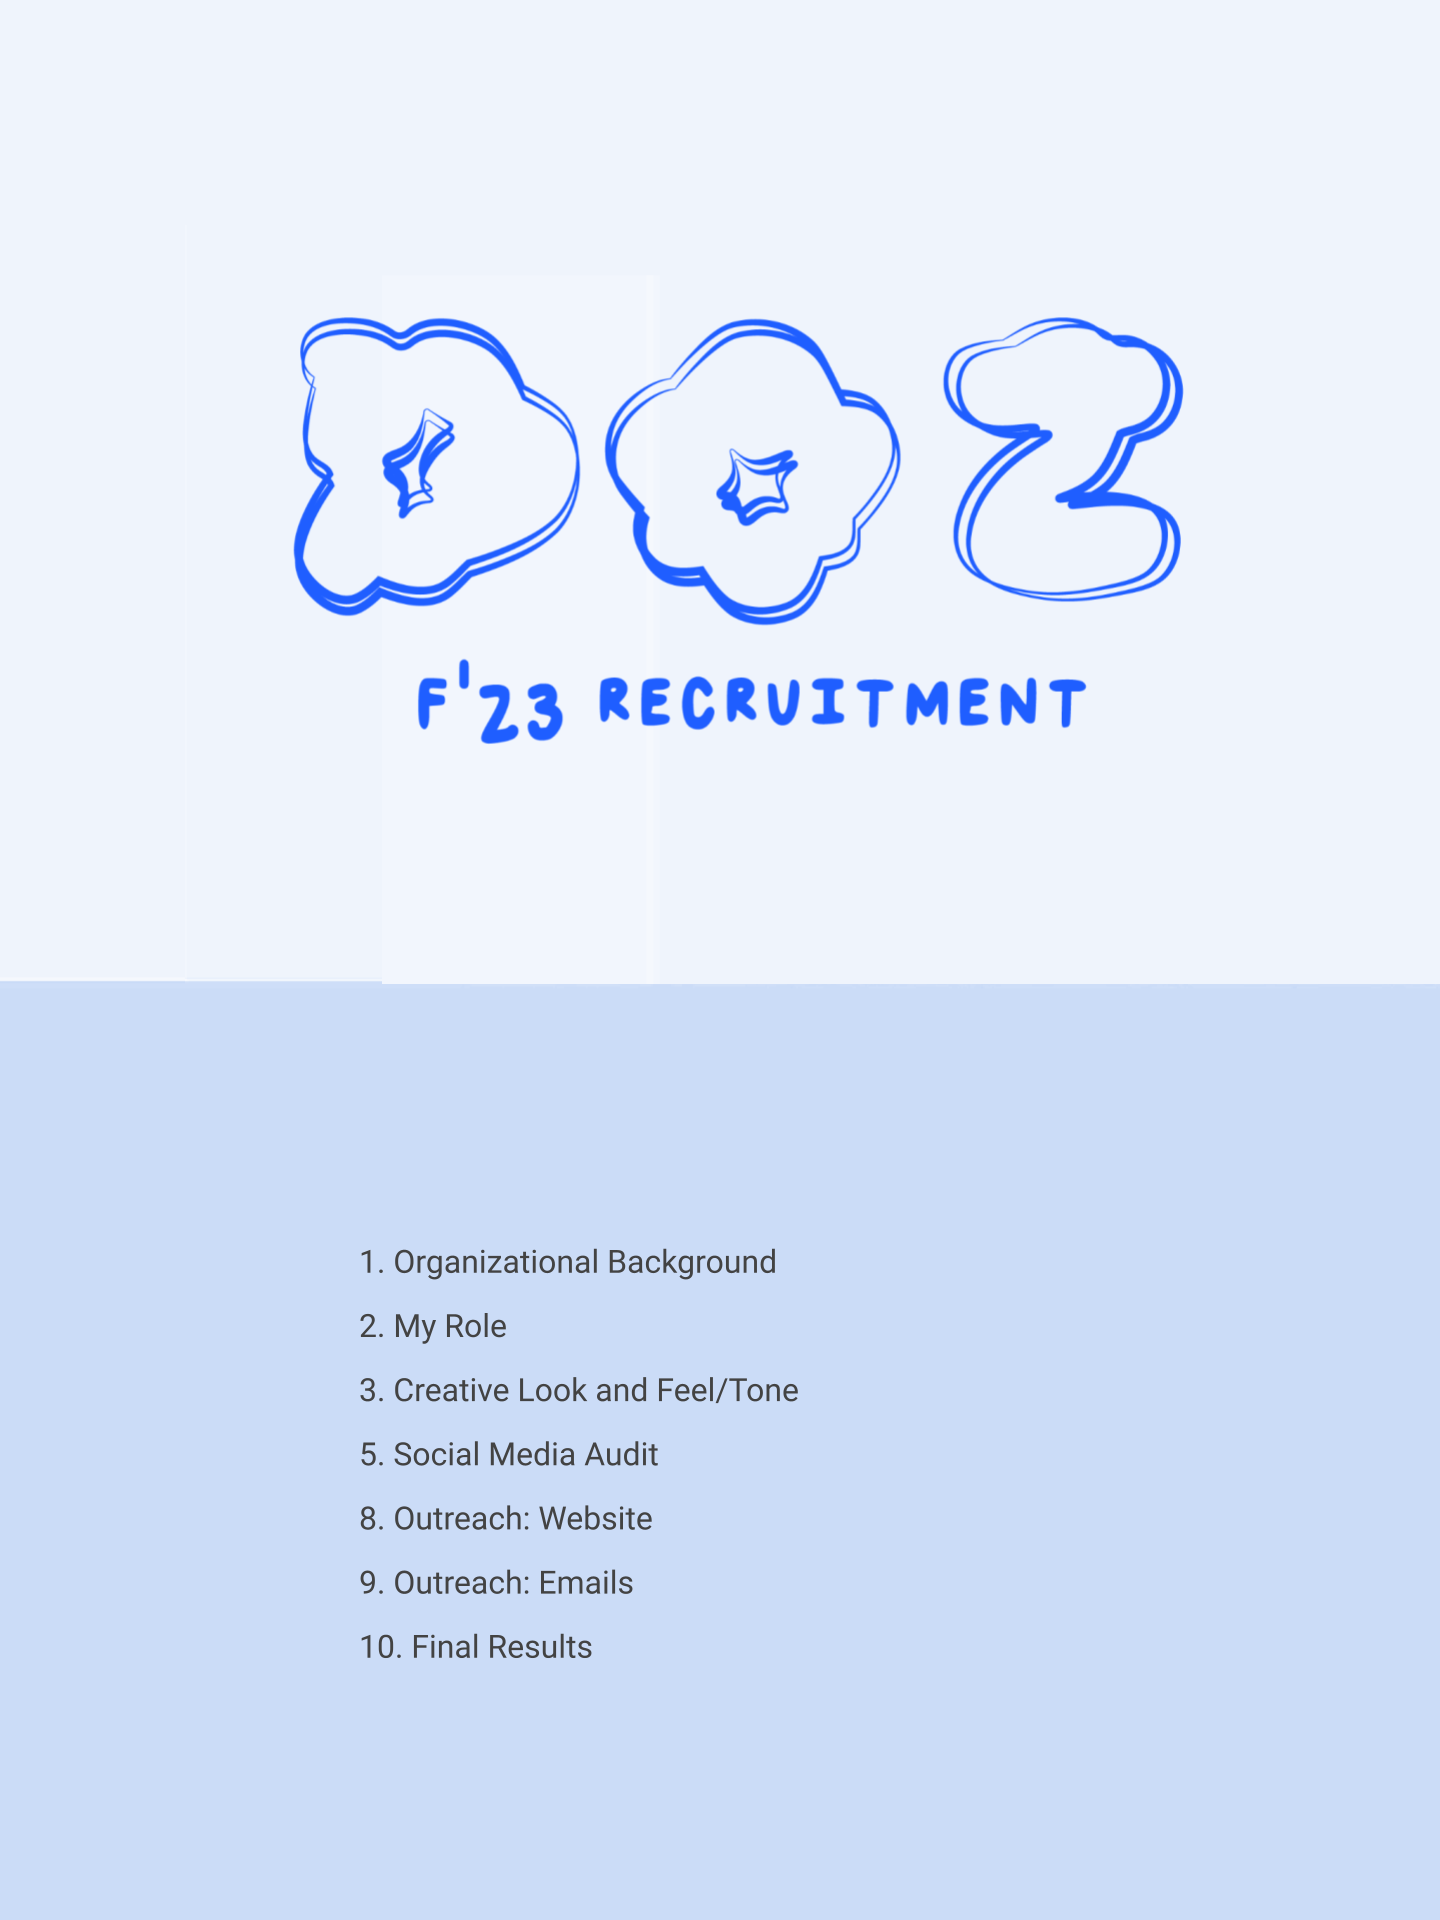 DOZ
F'23 RECRUITMENT
1. Organizational Background
2. My Role
3. Creative Look and Feel/Tone
5. Social Media Audit
8. Outreach: Website
9. Outreach: Emails
10. Final Results